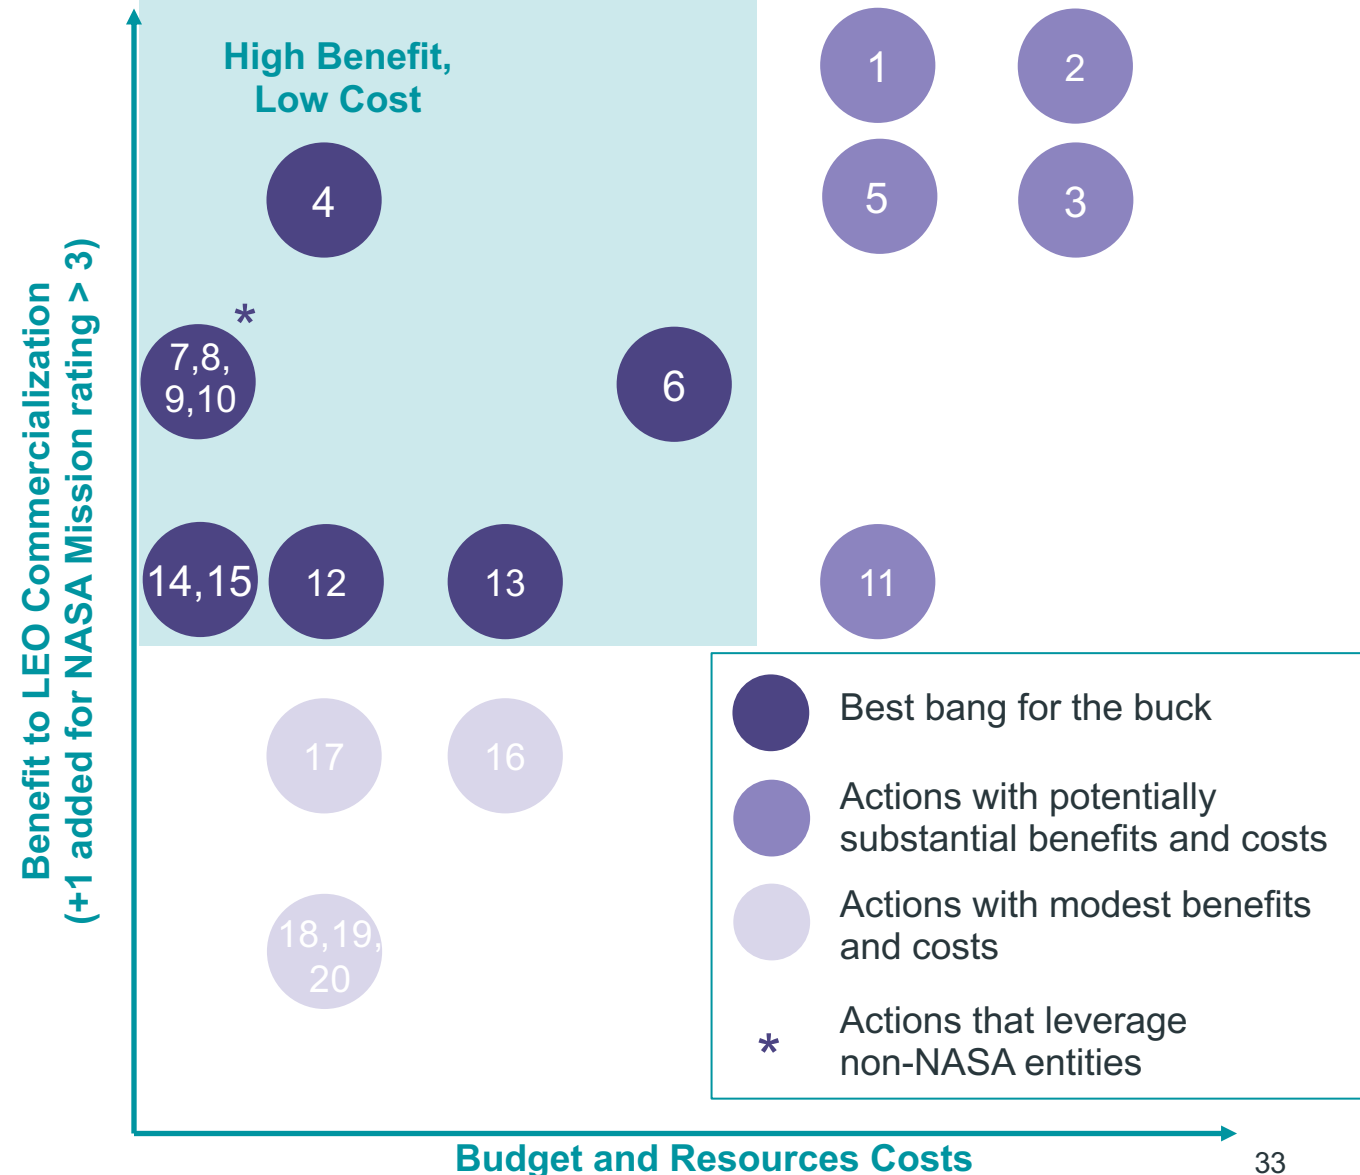 High Benefit,
Low Cost
1
2
4
5
3
*
7,8,
9,10
6
14,15
12
13
11
17
16
18,19,
20
Benefit to LEO Commercialization
(+1 added for NASA Mission rating > 3)
Best bang for the buck
Actions with potentially
substantial benefits and costs
Actions with modest benefits
and costs
*
Actions that leverage
non-NASA entities
Budget and Resources Costs
33